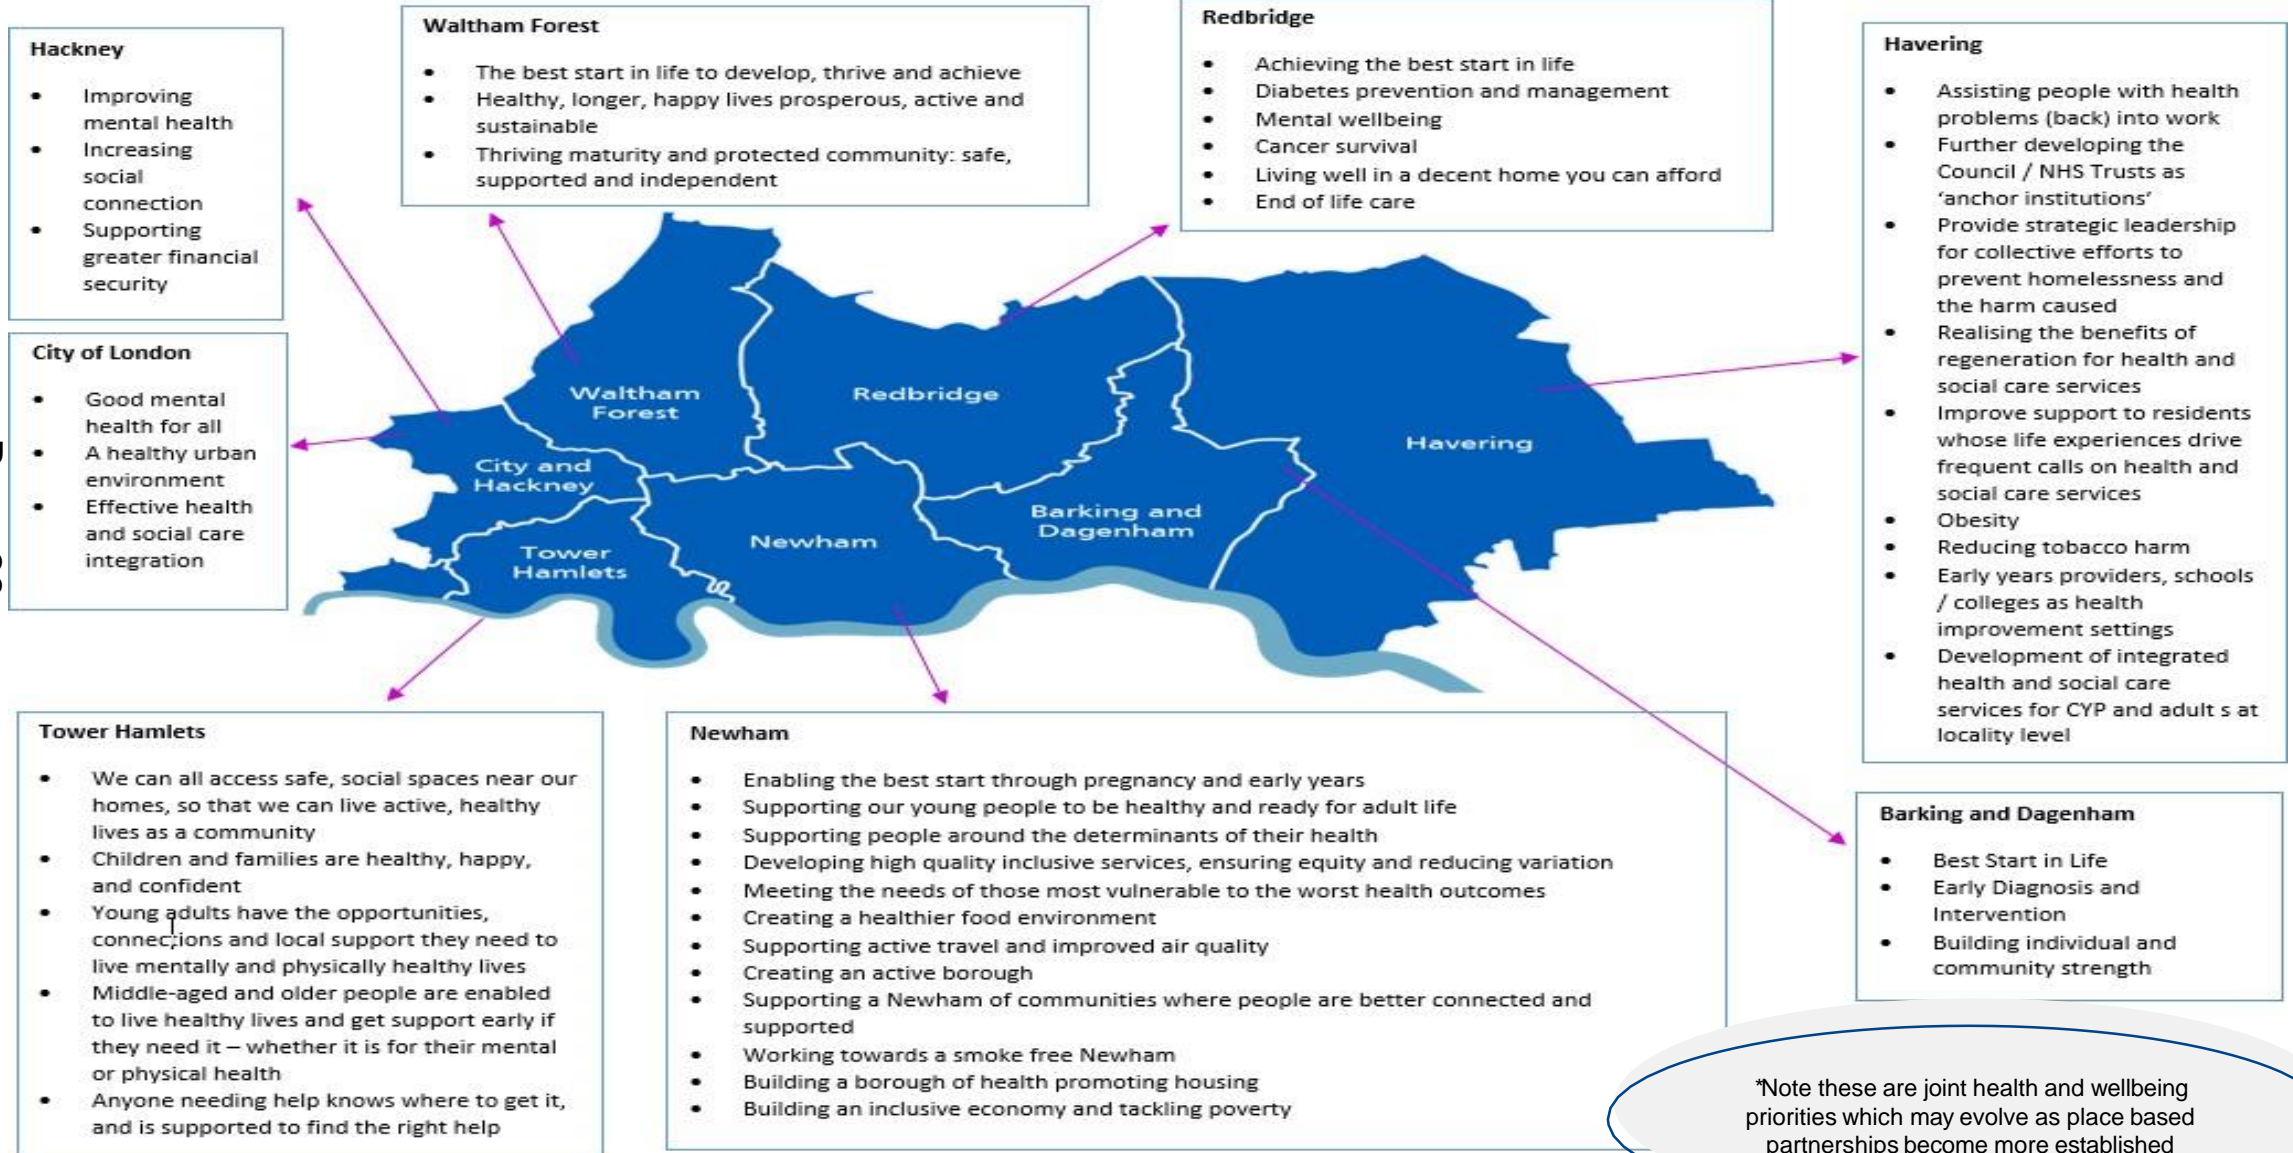 Hackney
• Improving
mental health
• Increasing
social
connection
• Supporting
greater financial
security
City of London
• Good mental
health for all
• A healthy urban
environment
• Effective health
and social care
integration
Waltham Forest
• The best start in life to develop, thrive and achieve
• Healthy, longer, happy lives prosperous, active and
sustainable
• Thriving maturity and protected community: safe,
supported and independent
Redbridge
• Achieving the best start in life
• Diabetes prevention and management
• Mental wellbeing
• Cancer survival
• Living well in a decent home you can afford
• End of life care
Havering
• Assisting people with health
problems (back) into work
• Further developing the
Council / NHS Trusts as
‘anchor institutions’
• Provide strategic leadership
for collective efforts to
prevent homelessness and
the harm caused
• Realising the benefits of
regeneration for health and
social care services
• Improve support to residents
whose life experiences drive
frequent calls on health and
social care services
• Obesity
• Reducing tobacco harm
• Early years providers, schools
/ colleges as health
improvement settings
• Development of integrated
health and social care
services for CYP and adult s at
locality level
Waltham
Forest
Redbridge
Havering
City and
Hackney
Tower
Hamlets
Newham
Barking and
Dagenham
Tower Hamlets
• We can all access safe, social spaces near our
homes, so that we can live active, healthy
lives as a community
• Children and families are healthy, happy,
and confident
• Young adults have the opportunities,
connections and local support they need to
live mentally and physically healthy lives
• Middle-aged and older people are enabled
to live healthy lives and get support early if
they need it – whether it is for their mental
or physical health
• Anyone needing help knows where to get it,
and is supported to find the right help
Newham
• Enabling the best start through pregnancy and early years
• Supporting our young people to be healthy and ready for adult life
• Supporting people around the determinants of their health
• Developing high quality inclusive services, ensuring equity and reducing variation
• Meeting the needs of those most vulnerable to the worst health outcomes
• Creating a healthier food environment
• Supporting active travel and improved air quality
• Creating an active borough
• Supporting a Newham of communities where people are better connected and
supported
• Working towards a smoke free Newham
• Building a borough of health promoting housing
• Building an inclusive economy and tackling poverty
Barking and Dagenham
• Best Start in Life
• Early Diagnosis and
Intervention
• Building individual and
community strength
*Note these are joint health and wellbeing
priorities which may evolve as place based
partnerships become more established